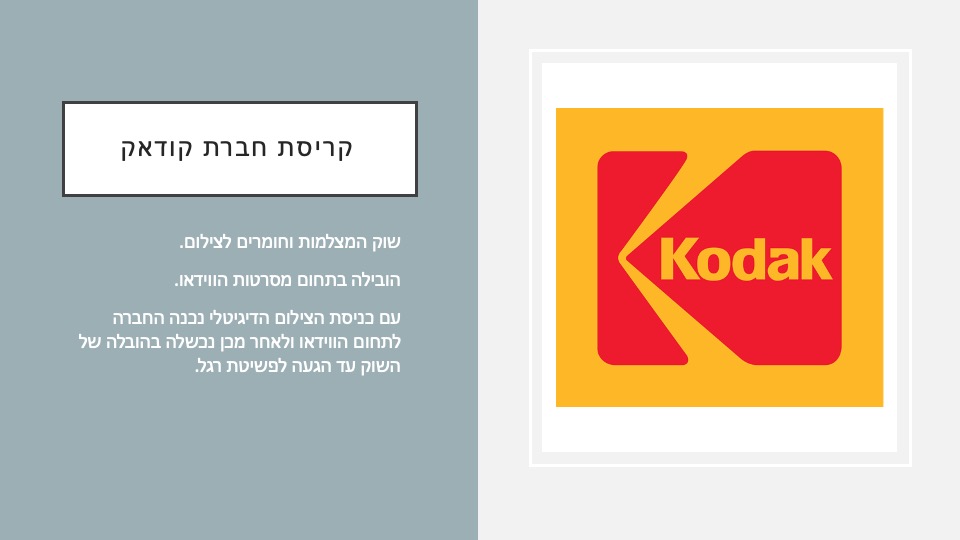 קריסת חברת קודאק
שוק המצלמות וחומרים לצילום.
הובילה בתחום מסרטות הווידאו.
עם כניסת הצילום הדיגיטלי נכנה החברה
לתחום הווידאו ולאחר מכן נכשלה בהובלה של
השוק עד הגעה לפשיטת רגל.
Kodak